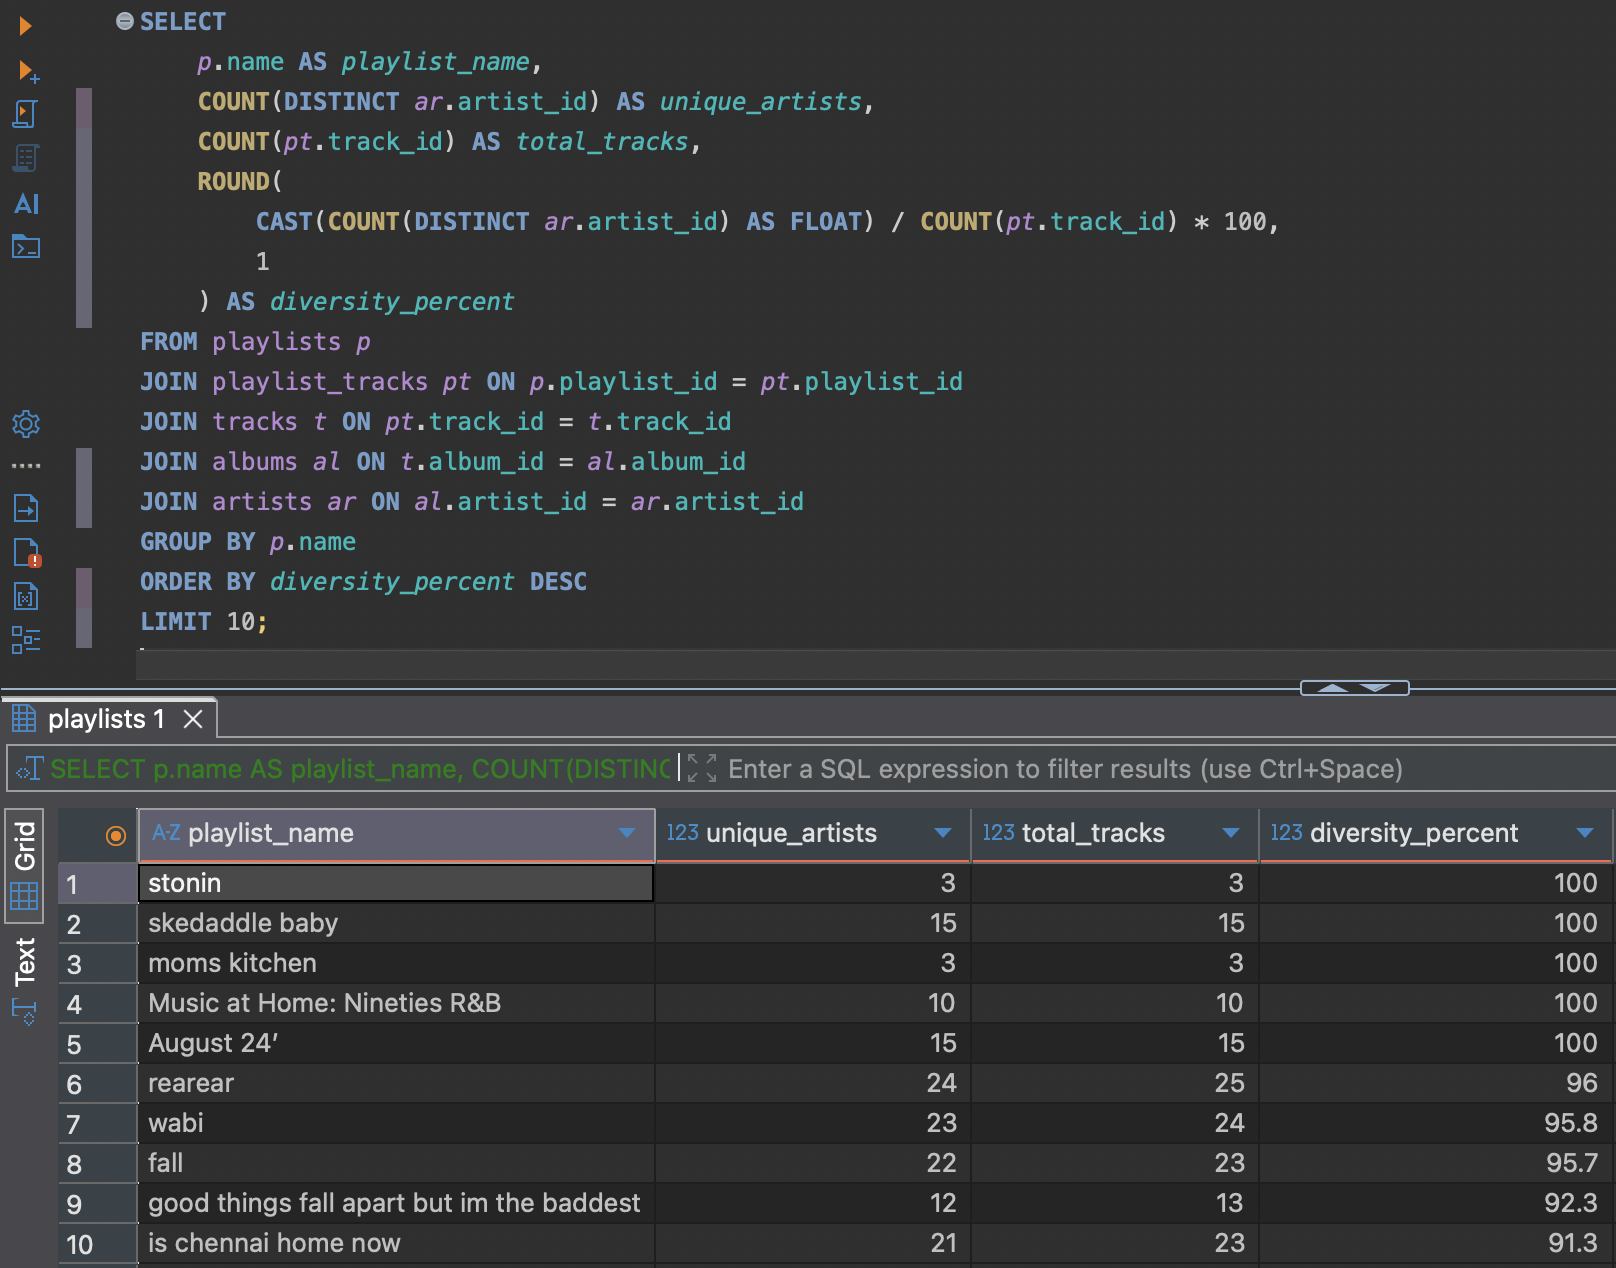 SELECT
p.name AS playlist_name,
COUNT(DISTINCT ar.artist_id) AS unique_artists,
COUNT(pt.track_id) AS total_tracks,
ROUND(
CAST(COUNT(DISTINCT ar.artist_id) AS FLOAT) / COUNT(pt.track_id) * 100,
1
) AS diversity_percent
FROM playlists p
JOIN playlist_tracks pt ON p.playlist_id = pt.playlist_id
JOIN tracks t ON pt.track_id = t.track_id
JOIN albums al ON t.album_id = al.album_id
JOIN artists ar ON al.artist_id = ar.artist_id
GROUP BY p.name
ORDER BY diversity_percent DESC
LIMIT 10;
AI
playlists 1
SELECT p.name AS playlist_name, COUNT(DISTINC Enter a SQL expression to filter results (use Ctrl+Space)
Grid
Text
A-Z playlist_name 123 unique_artists 123 total_tracks 123 diversity_percent
1 stonin 3 3 100
2 skedaddle baby 15 15 100
3 moms kitchen 3 3 100
4 Music at Home: Nineties R&B 10 10 100
5 August 24’ 15 15 100
6 rearear 24 25 96
7 wabi 23 24 95.8
8 fall 22 23 95.7
9 good things fall apart but im the baddest 12 13 92.3
10 is chennai home now 21 23 91.3